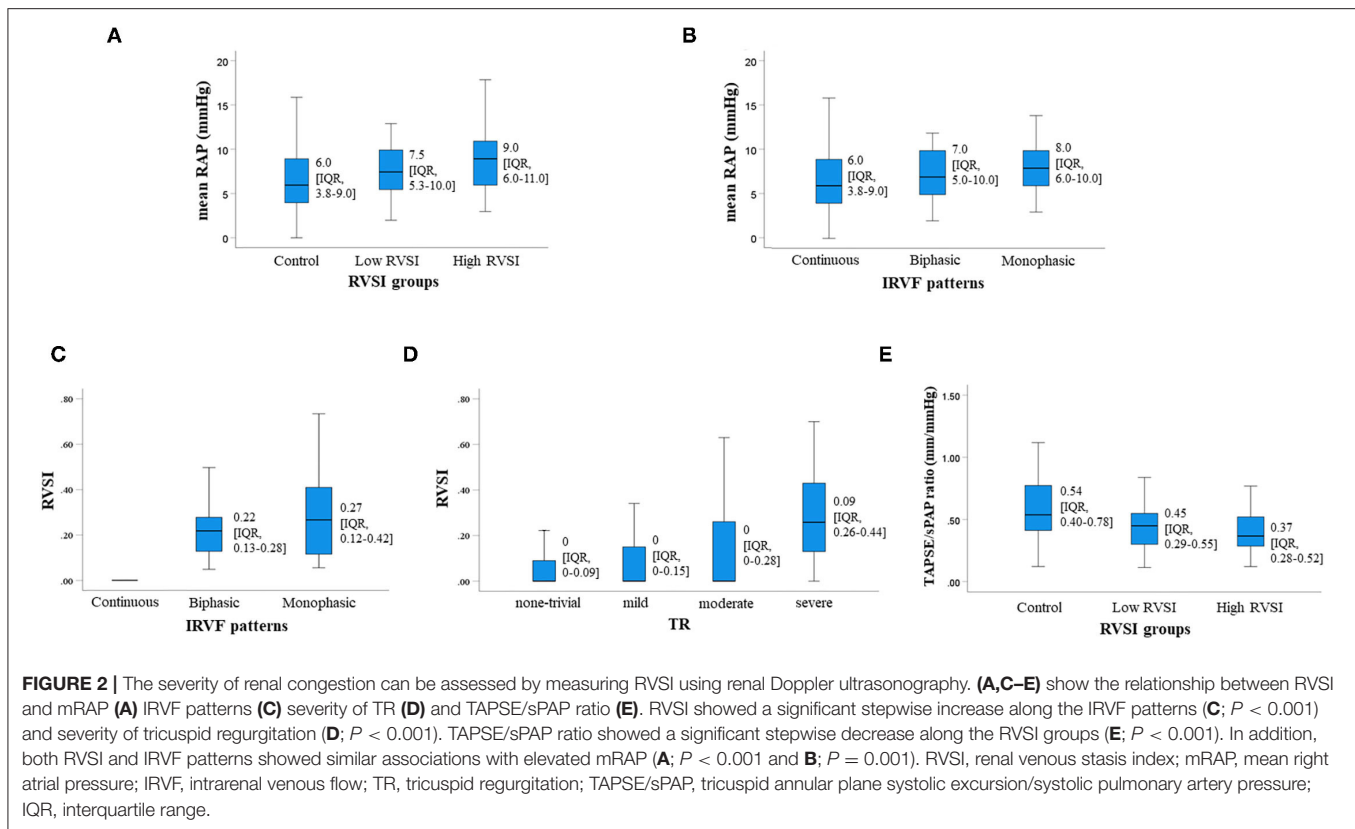 A
mean RAP (mmHg)
20
15
10
5
0
6.0
[IQR,
3.8-9.0]
7.5
[IQR,
5.3-10.0]
9.0
[IQR,
6.0-11.0]
Control Low RVSI High RVSI
RVSI groups
B
mean RAP (mmHg)
20
15
10
5
0
6.0
[IQR,
3.8-9.0]
7.0
[IQR,
5.0-10.0]
8.0
[IQR,
6.0-10.0]
Continuous Biphasic Monophasic
IRVF patterns
C
RVSI
.80
.60
.40
.20
.00
0.22
[IQR,
0.13-0.28]
0.27
[IQR,
0.12-0.42]
Continuous Biphasic Monophasic
IRVF patterns
D
RVSI
.80
.60
.40
.20
.00
0
[IQR,
0-0.09]
0
[IQR,
0-0.15]
0
[IQR,
0-0.28]
0.09
[IQR,
0.26-0.44]
none-trivial mild moderate severe
TR
E
TAPSE/sPAP ratio (mm/mmHg)
1.50
1.00
.50
.00
0.54
[IQR,
0.40-0.78]
0.45
[IQR,
0.29-0.55]
0.37
[IQR,
0.28-0.52]
Control Low RVSI High RVSI
RVSI groups
FIGURE 2 | The severity of renal congestion can be assessed by measuring RVSI using renal Doppler ultrasonography. (A,C–E) show the relationship between RVSI
and mRAP (A) IRVF patterns (C) severity of TR (D) and TAPSE/sPAP ratio (E). RVSI showed a significant stepwise increase along the IRVF patterns (C; P < 0.001)
and severity of tricuspid regurgitation (D; P < 0.001). TAPSE/sPAP ratio showed a significant stepwise decrease along the RVSI groups (E; P < 0.001). In addition,
both RVSI and IRVF patterns showed similar associations with elevated mRAP (A; P < 0.001 and B; P = 0.001). RVSI, renal venous stasis index; mRAP, mean right
atrial pressure; IRVF, intrarenal venous flow; TR, tricuspid regurgitation; TAPSE/sPAP, tricuspid annular plane systolic excursion/systolic pulmonary artery pressure;
IQR, interquartile range.